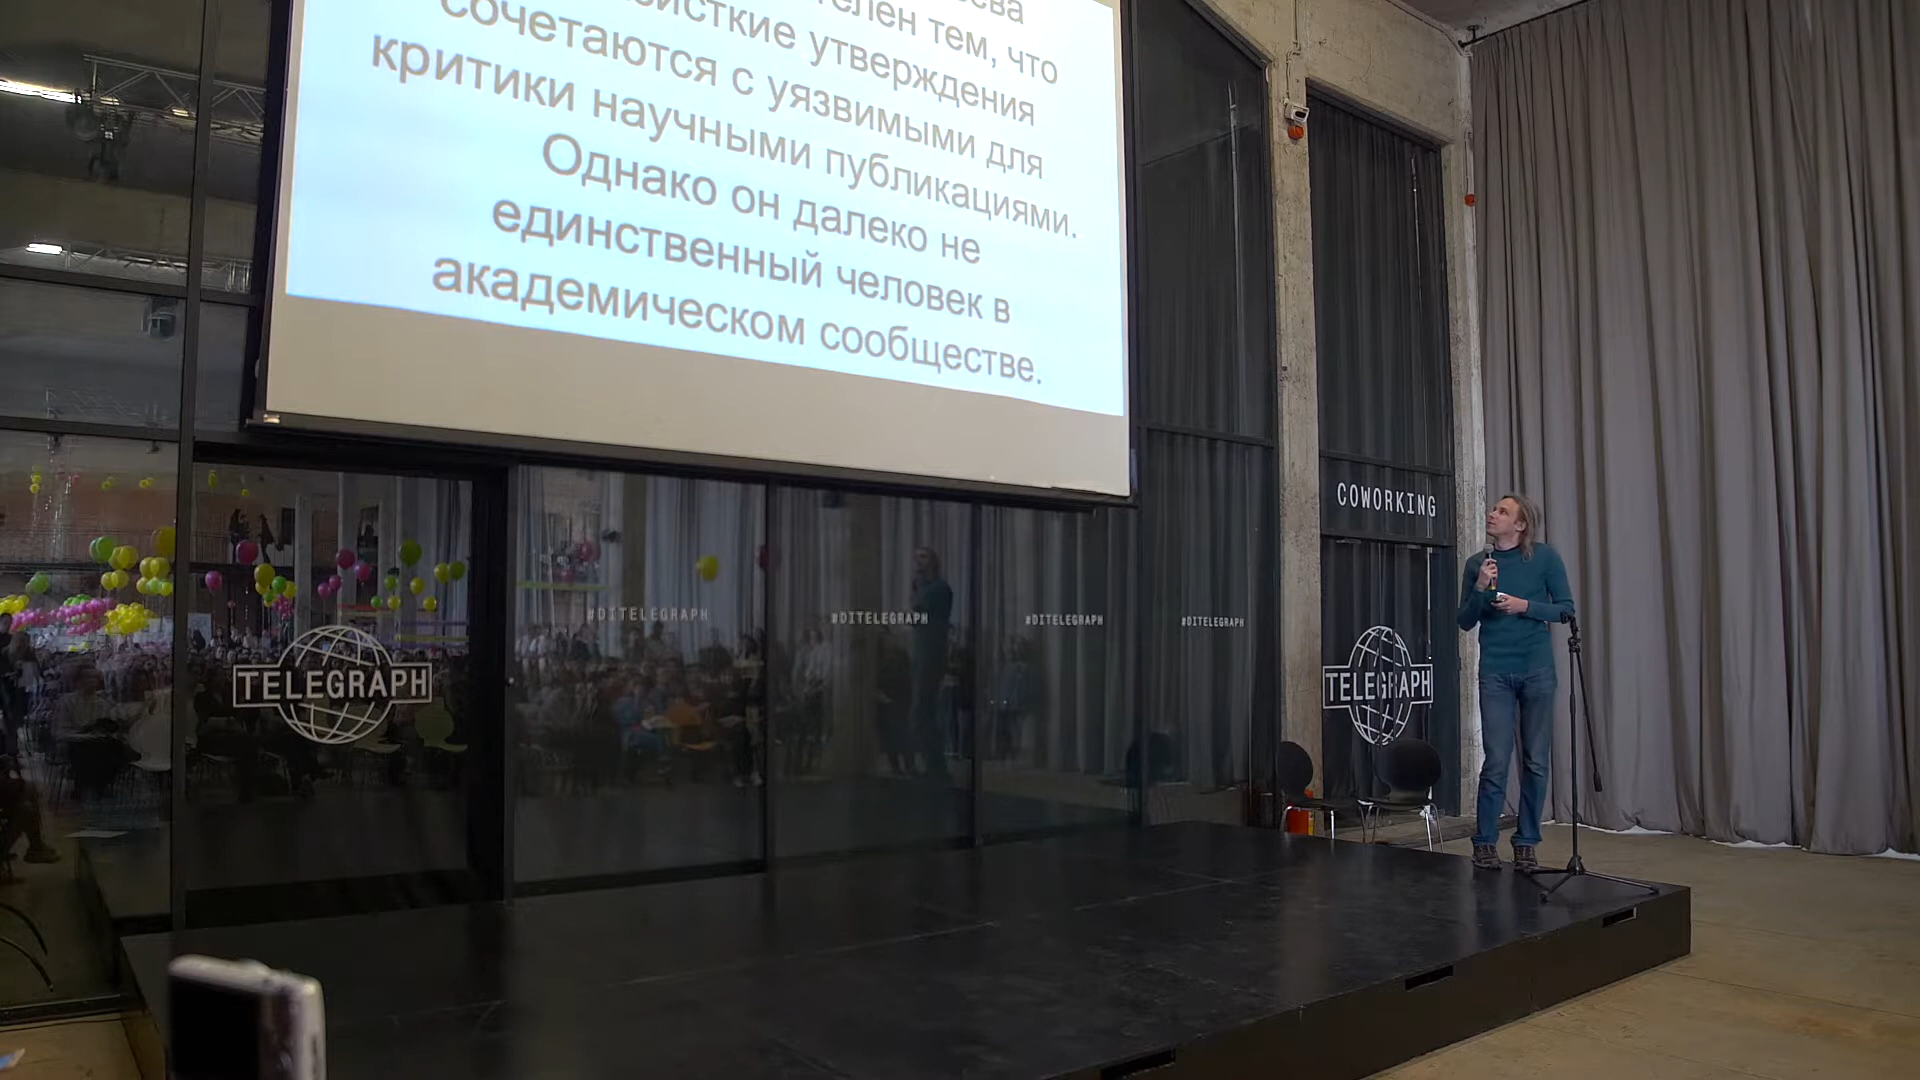 тем, что
утверждения
сочетаются с уязвимыми для
критики научными публикациями.
Однако он далеко не
единственный человек в
академическом сообществе.
COWORKING
#DITELEGRAPH
#DITELEGRAPH
#DITELEGRAPH
#DITELEGRAPH
TELEGRAPH
TELEGRAPH